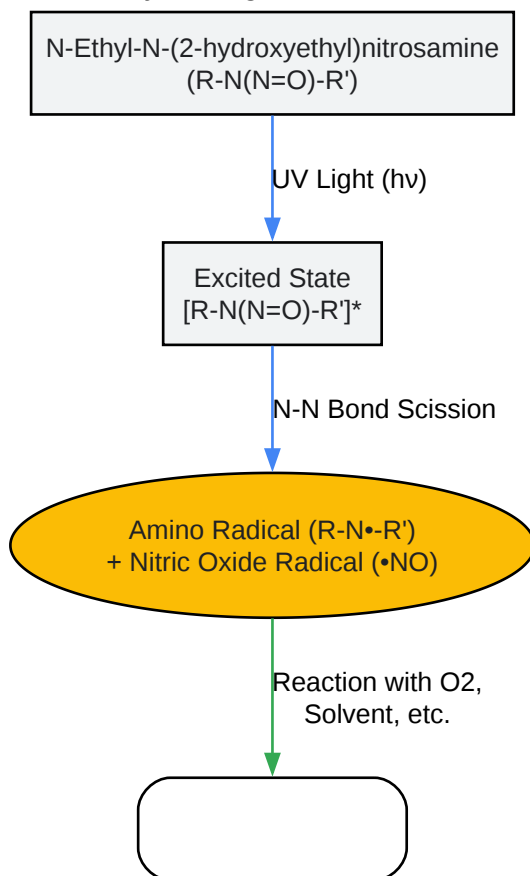 N-Ethyl-N-(2-hydroxyethyl)nitrosamine
(R-N(N=O)-R')
UV Light (hν)
Excited State
[R-N(N=O)-R']*
N-N Bond Scission
Amino Radical (R-N•-R')
+ Nitric Oxide Radical (•NO)
Reaction with O2,
Solvent, etc.